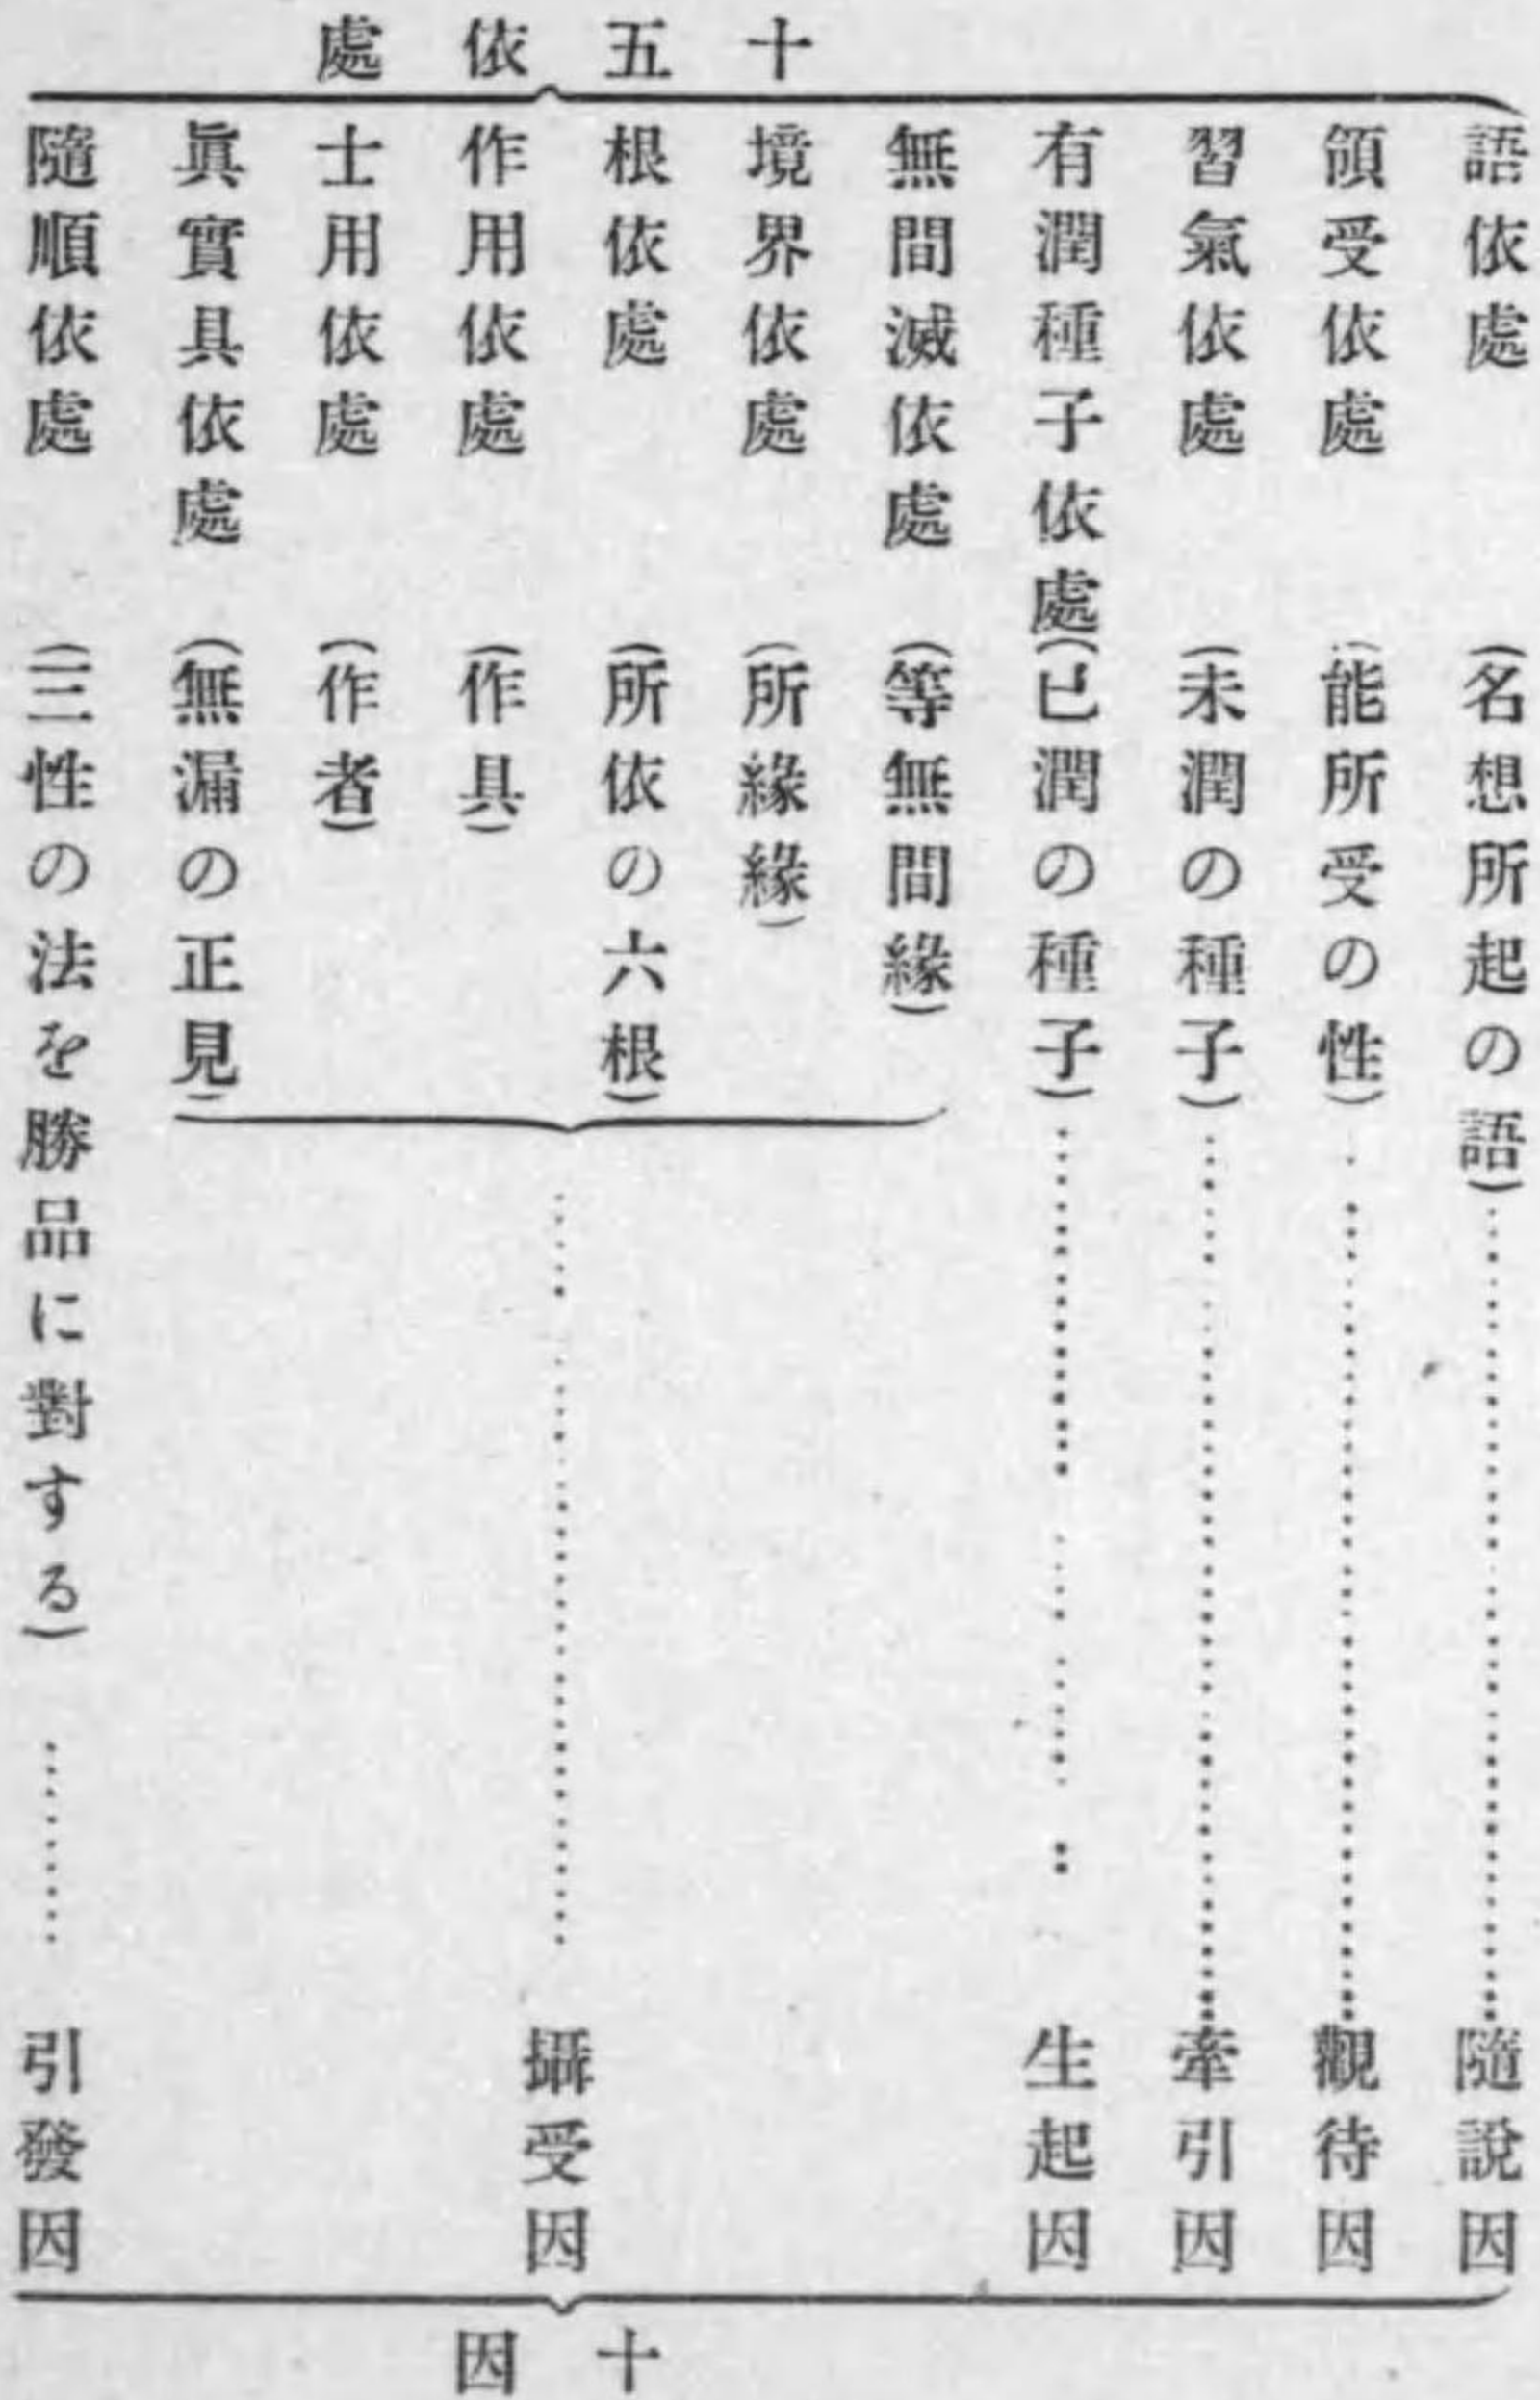 十五依處
語依處 (名想所起の語)……隨說因
領受依處 (能所受の性)……觀待因
習氣依處 (未潤の種子)……牽引因
有潤種子依處(已潤の種子)……生起因
無間滅依處 (等無間緣)
境界依處 (所緣緣)
根依處 (所依の六根)
作用依處 (作具)
士用依處 (作者)
眞實具依處 (無漏の正見)
……攝受因
隨順依處 (三性の法を勝品に對する)……引發因
十因